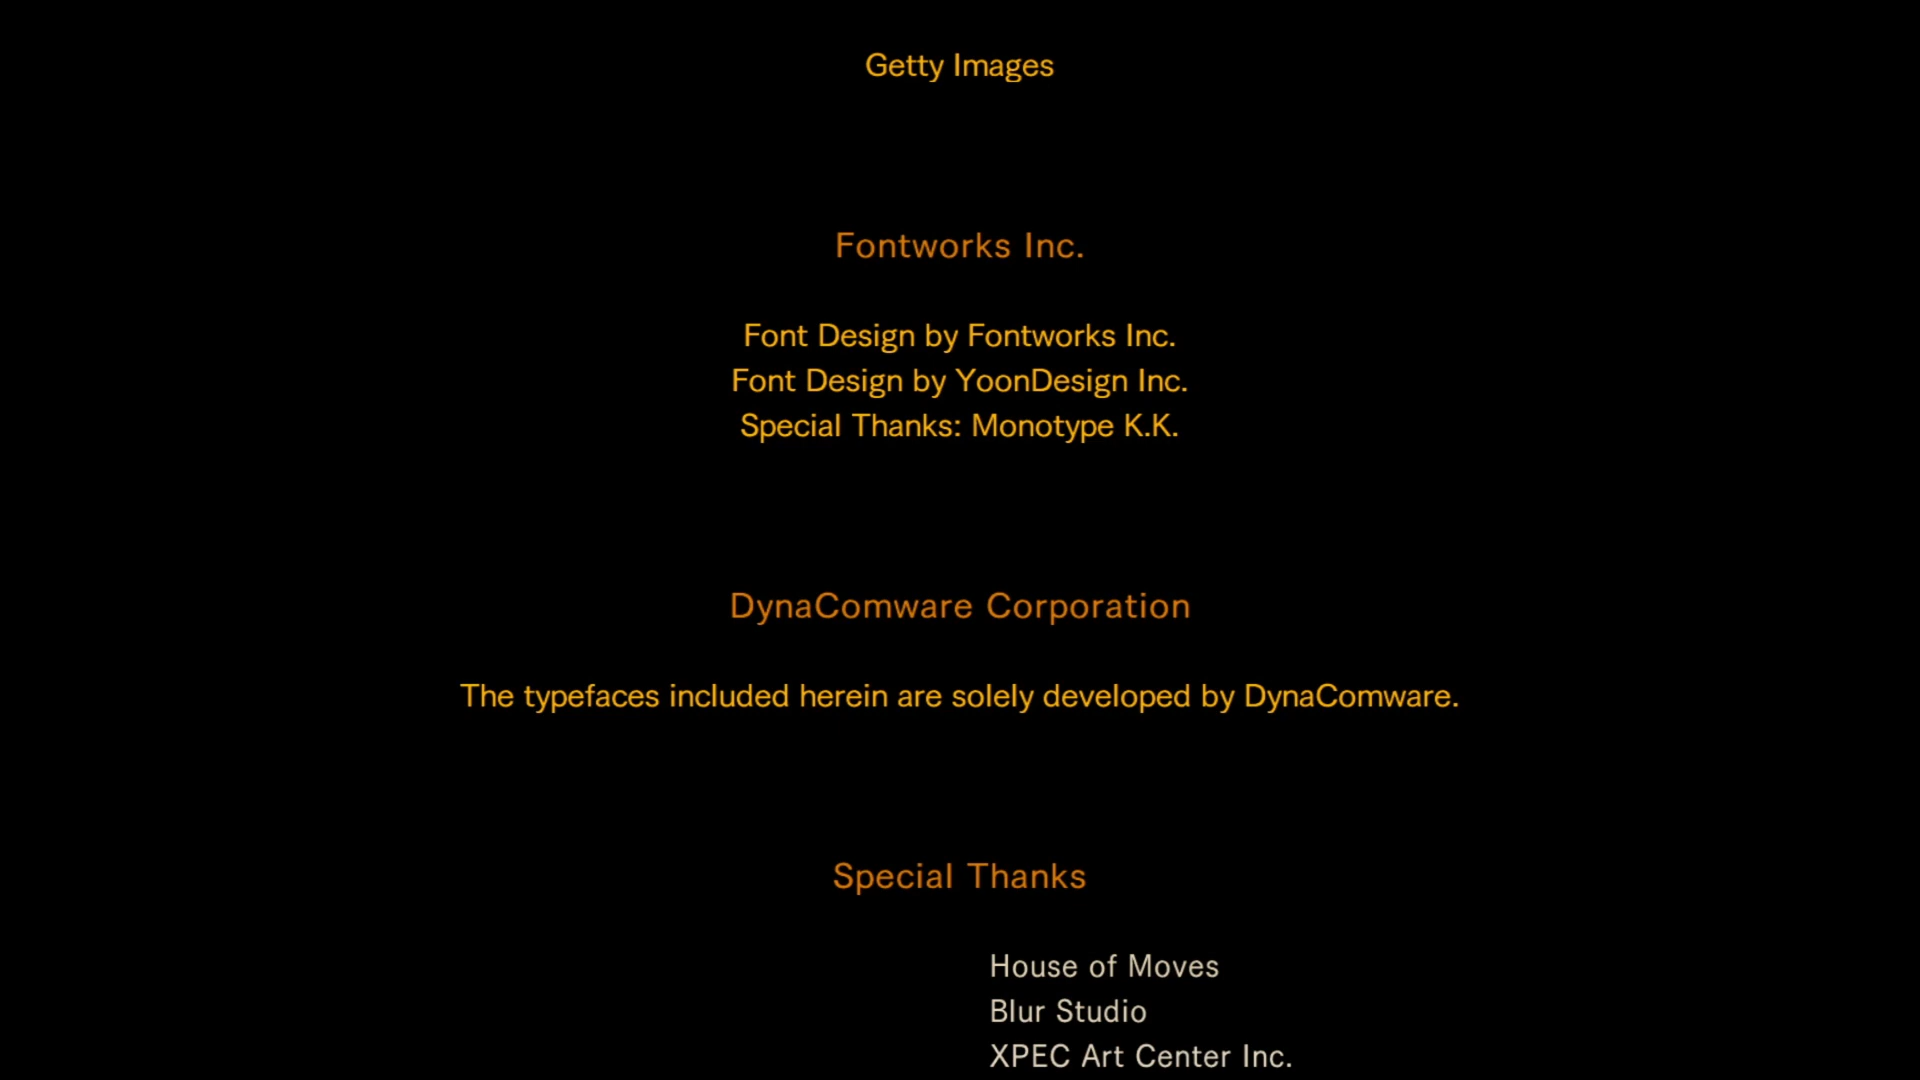 Getty Images
Fontworks Inc.
Font Design by Fontworks Inc.
Font Design by YoonDesign Inc.
Special Thanks: Monotype K.K.
DynaComware Corporation
The typefaces included herein are solely developed by DynaComware.
Special Thanks
House of Moves
Blur Studio
XPEC Art Center Inc.